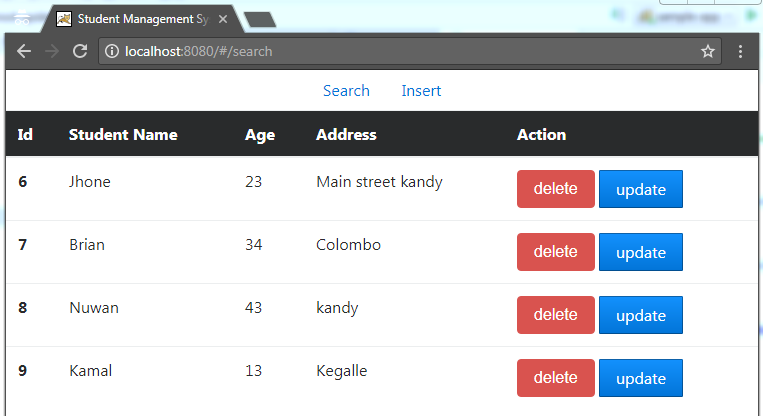 Student Management Sy
localhost:8080/#/search
Search Insert
Id Student Name Age Address Action
6 Jhone 23 Main street kandy delete update
7 Brian 34 Colombo delete update
8 Nuwan 43 kandy delete update
9 Kamal 13 Kegalle delete update